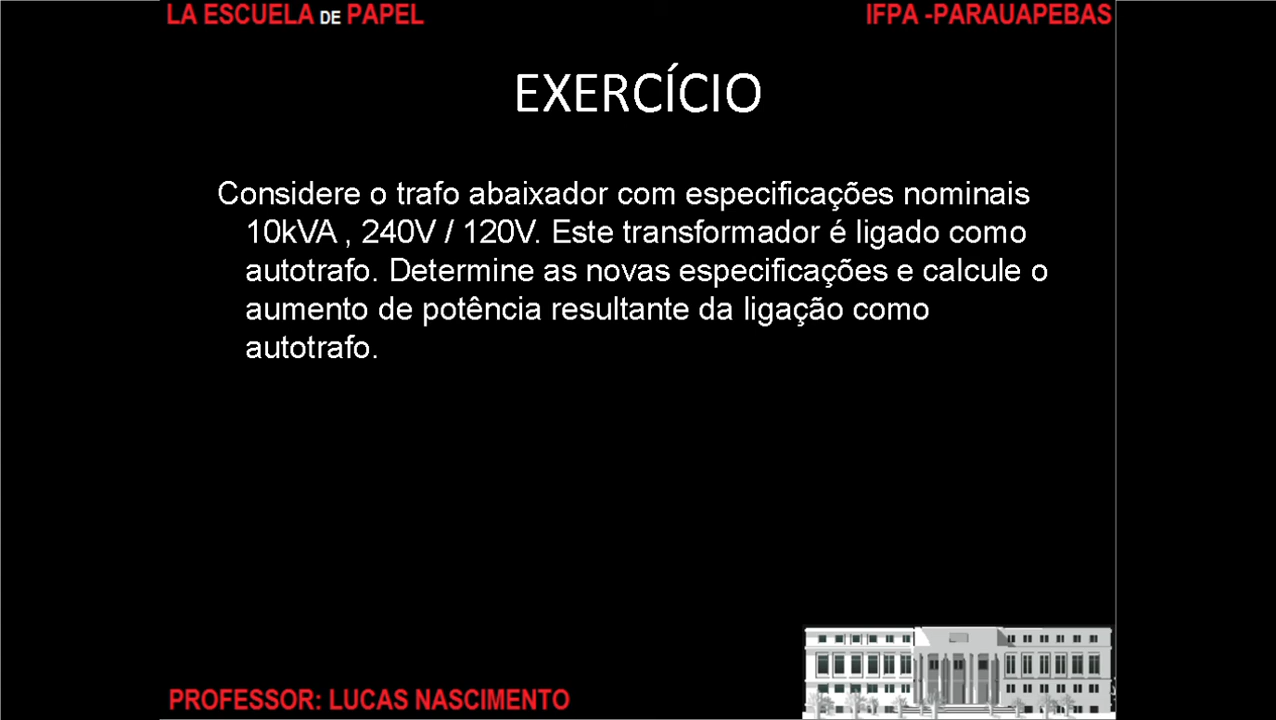 LA ESCUELA DE PAPEL
IFPA -PARAUAPEBAS
EXERCÍCIO
Considere o trafo abaixador com especificações nominais
10kVA , 240V / 120V. Este transformador é ligado como
autotrafo. Determine as novas especificações e calcule o
aumento de potência resultante da ligação como
autotrafo.
PROFESSOR: LUCAS NASCIMENTO